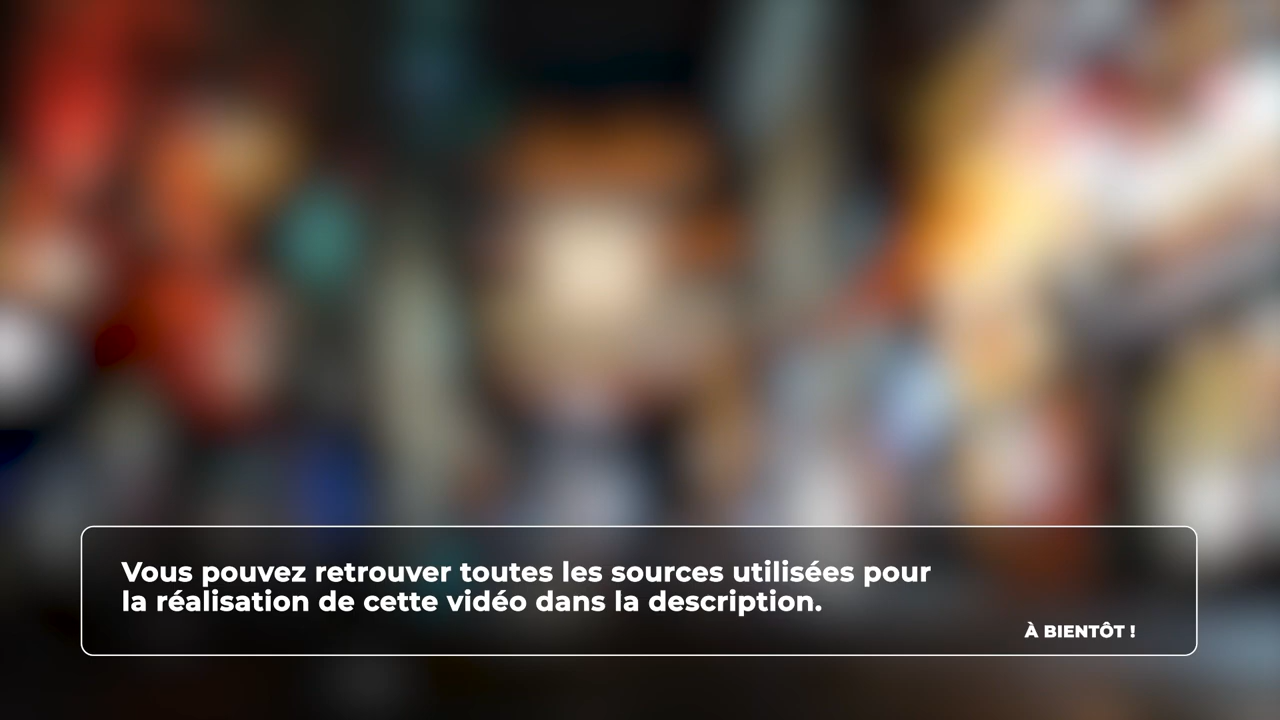 Vous pouvez retrouver toutes les sources utilisées pour
la réalisation de cette vidéo dans la description.
À BIENTÔT !